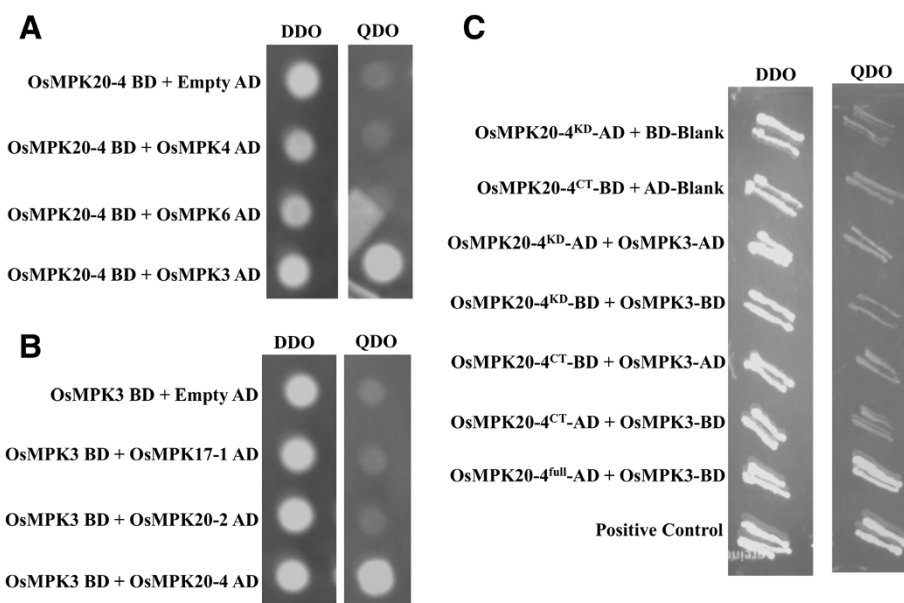 A
DDO QDO
OsMPK20-4 BD + Empty AD
OsMPK20-4 BD + OsMPK4 AD
OsMPK20-4 BD + OsMPK6 AD
OsMPK20-4 BD + OsMPK3 AD
B
DDO QDO
OsMPK3 BD + Empty AD
OsMPK3 BD + OsMPK17-1 AD
OsMPK3 BD + OsMPK20-2 AD
OsMPK3 BD + OsMPK20-4 AD
C
DDO QDO
OsMPK20-4ᴷᴰ-AD + BD-Blank
OsMPK20-4ᶜᵀ-BD + AD-Blank
OsMPK20-4ᴷᴰ-AD + OsMPK3-AD
OsMPK20-4ᴷᴰ-BD + OsMPK3-BD
OsMPK20-4ᶜᵀ-BD + OsMPK3-AD
OsMPK20-4ᶜᵀ-AD + OsMPK3-BD
OsMPK20-4ᶠᵘˡˡ-AD + OsMPK3-BD
Positive Control